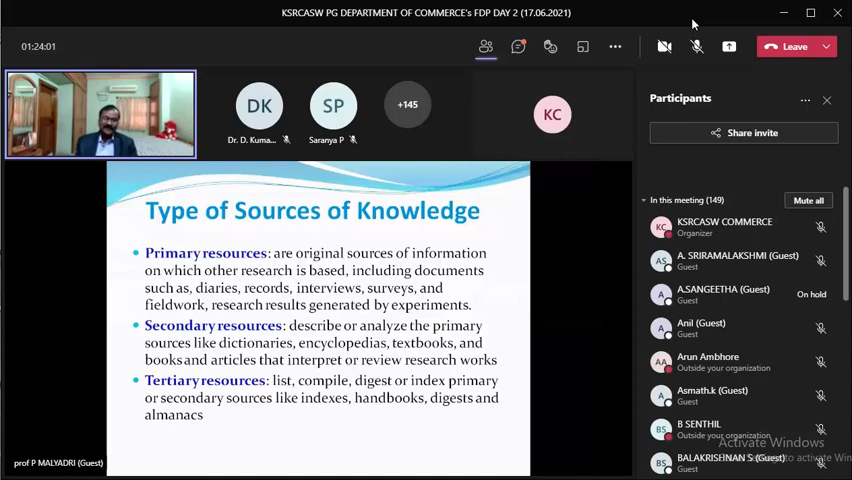 KSRCASW PG DEPARTMENT OF COMMERCE's FDP DAY 2 (17.06.2021)
01:24:01
Leave
DK
SP
+145
KC
Dr. D. Kuma...
Saranya P
Participants
Share invite
In this meeting (149)
Mute all
KC
KSRCASW COMMERCE
Organizer
AS
A. SRIRAMALAKSHMI (Guest)
Guest
A
A.SANGEETHA (Guest)
Guest
On hold
A
Anil (Guest)
Guest
AA
Arun Ambhore
Outside your organization
A
Asmath.k (Guest)
Guest
BS
B SENTHIL
Outside your organization
BS
BALAKRISHNAN S (Guest)
Guest
Activate Windows
Type of Sources of Knowledge
• Primary resources: are original sources of information
on which other research is based, including documents
such as, diaries, records, interviews, surveys, and
fieldwork, research results generated by experiments.
• Secondary resources: describe or analyze the primary
sources like dictionaries, encyclopedias, textbooks, and
books and articles that interpret or review research works
• Tertiary resources: list, compile, digest or index primary
or secondary sources like indexes, handbooks, digests and
almanacs
prof P MALYADRI (Guest)